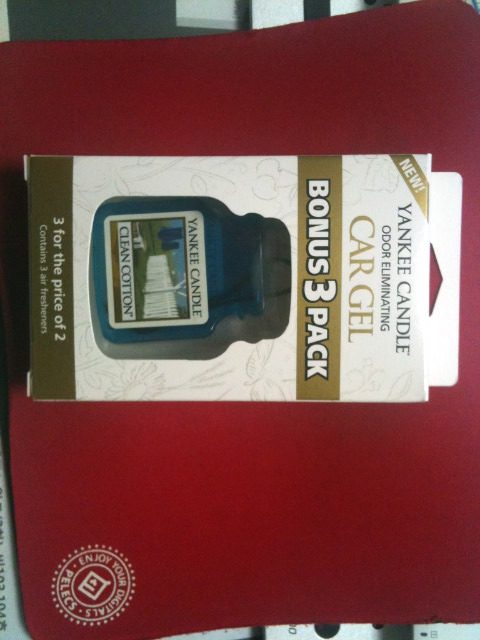 NEW!
YANKEE CANDLE®
ODOR ELIMINATING
CAR GEL
BONUS 3 PACK
YANKEE CANDLE®
CLEAN COTTON®
3 for the price of 2
Contains 3 air fresheners
ENJOY YOUR DIGITALS
PELECS